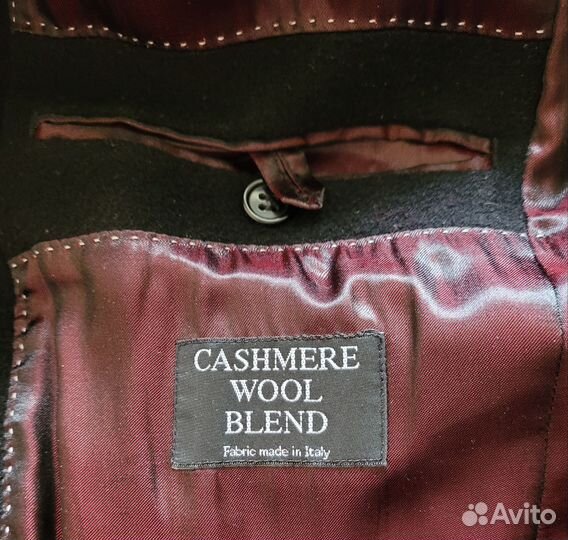 CASHMERE
WOOL
BLEND
Fabric made in Italy
Avito